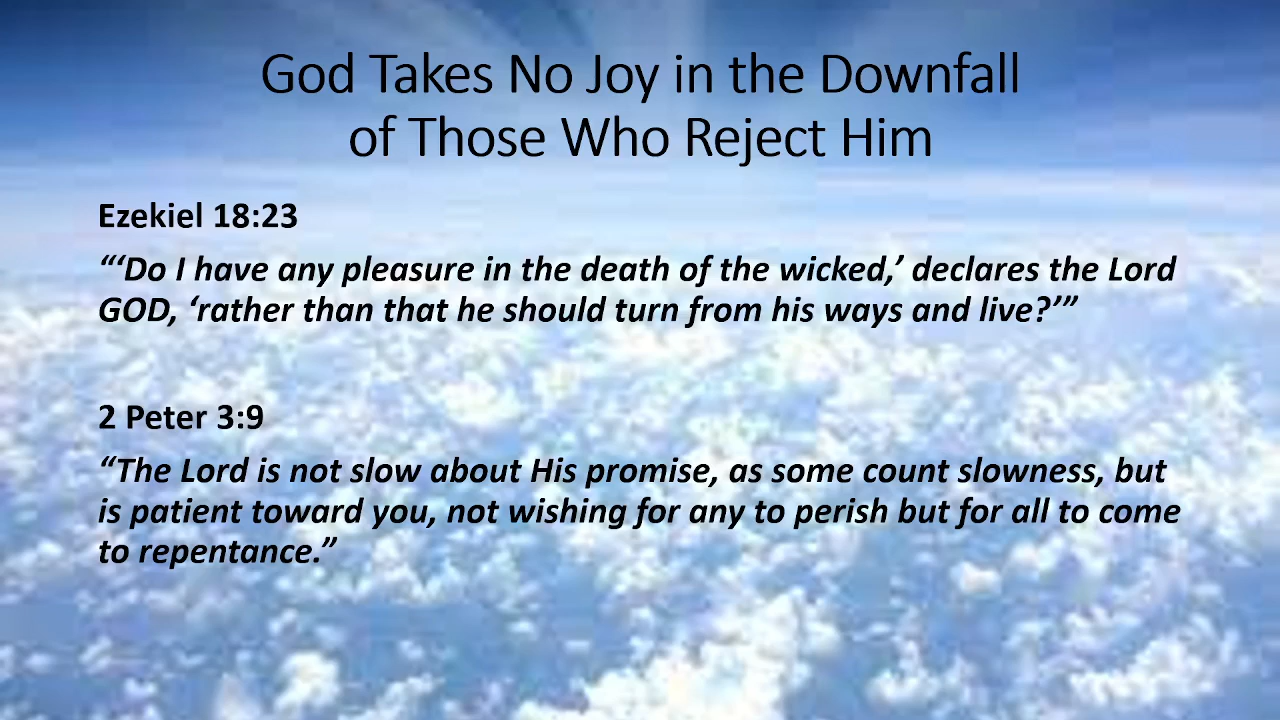 God Takes No Joy in the Downfall
of Those Who Reject Him
Ezekiel 18:23
“‘Do I have any pleasure in the death of the wicked,’ declares the Lord
GOD, ‘rather than that he should turn from his ways and live?’”
2 Peter 3:9
“The Lord is not slow about His promise, as some count slowness, but
is patient toward you, not wishing for any to perish but for all to come
to repentance.”